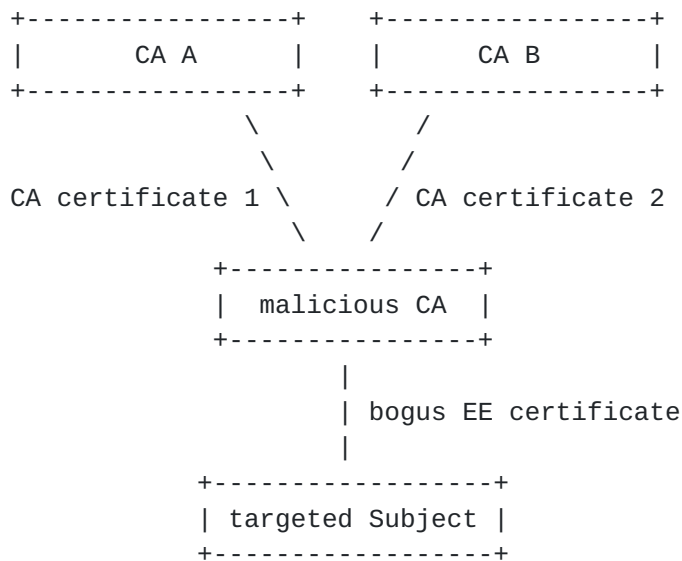 CA A CA B
CA certificate 1 CA certificate 2
malicious CA
bogus EE certificate
targeted Subject